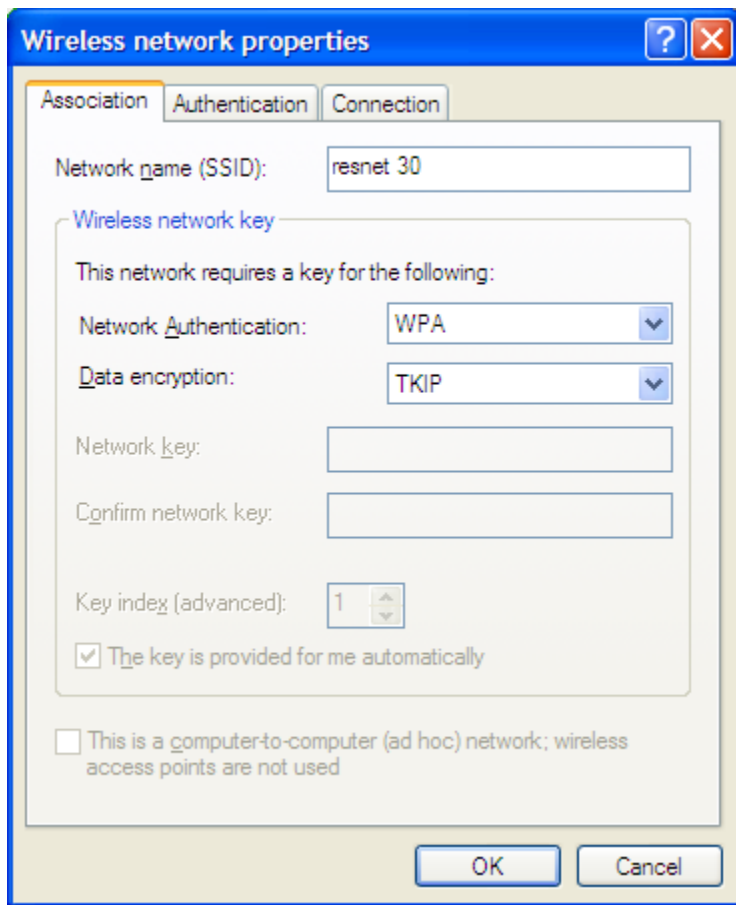 Wireless network properties
Association Authentication Connection
Network name (SSID): resnet 30
Wireless network key
This network requires a key for the following:
Network Authentication: WPA
Data encryption: TKIP
Network key:
Confirm network key:
Key index (advanced): 1
The key is provided for me automatically
This is a computer-to-computer (ad hoc) network; wireless
access points are not used
OK Cancel